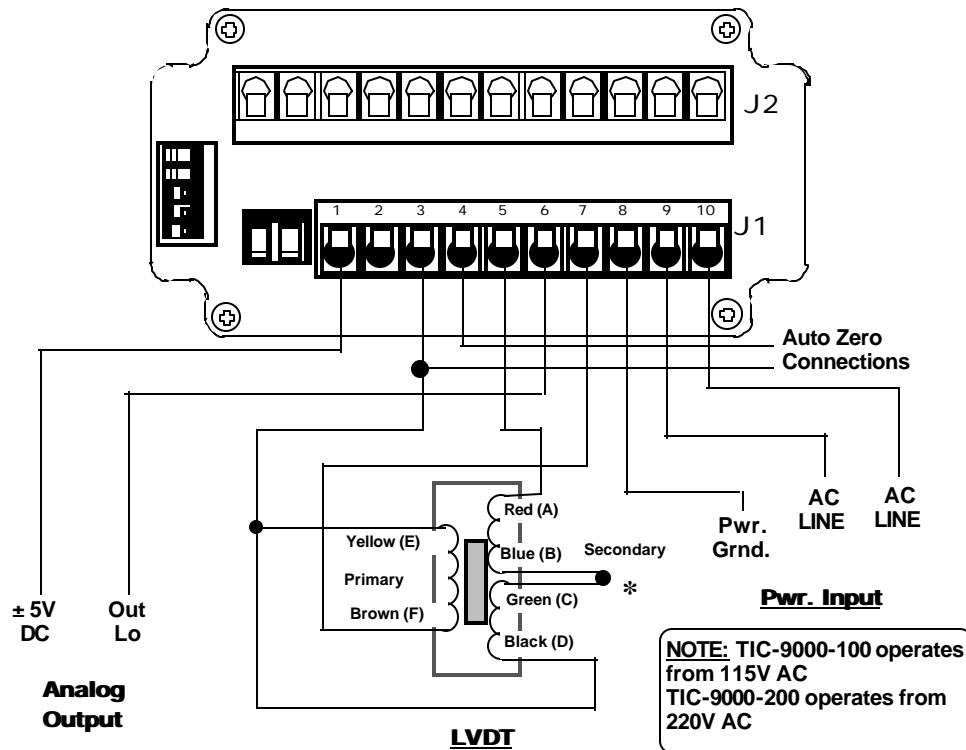 J2
1 2 3 4 5 6 7 8 9 10
J1
Auto Zero
Connections
Red (A)
Yellow (E)
Blue (B)
Secondary
Primary
Green (C)
*
Brown (F)
Black (D)
± 5V
DC
Out
Lo
Analog
Output
LVDT
Pwr.
Grnd.
AC
LINE
AC
LINE
Pwr. Input
NOTE: TIC-9000-100 operates
from 115V AC
TIC-9000-200 operates from
220V AC